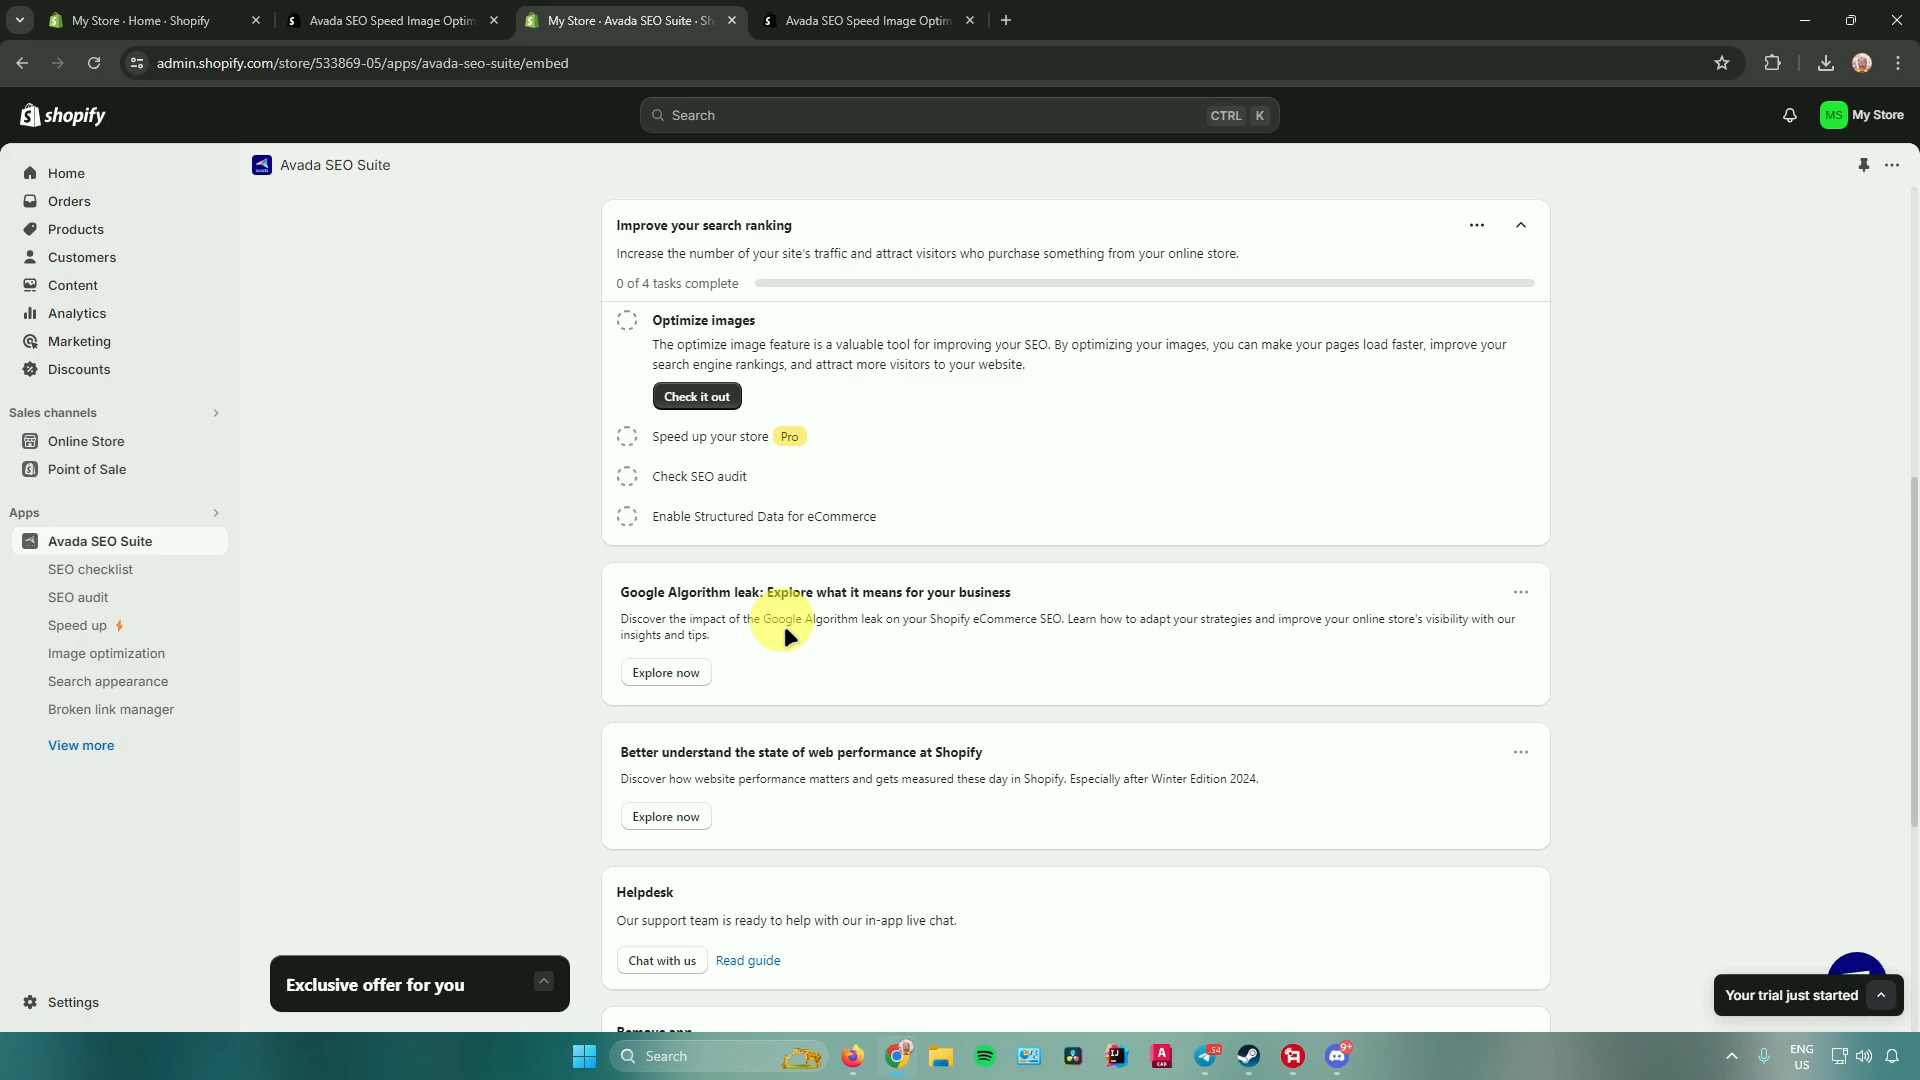 My Store · Home · Shopify
Avada SEO Speed Image Optim
My Store · Avada SEO Suite · Sh
Avada SEO Speed Image Optim
admin.shopify.com/store/533869-05/apps/avada-seo-suite/embed
shopify
Search
CTRL K
MS My Store
Home
Orders
Products
Customers
Content
Analytics
Marketing
Discounts
Sales channels
Online Store
Point of Sale
Apps
Avada SEO Suite
SEO checklist
SEO audit
Speed up
Image optimization
Search appearance
Broken link manager
View more
Settings
Avada SEO Suite
Improve your search ranking
Increase the number of your site's traffic and attract visitors who purchase something from your online store.
0 of 4 tasks complete
Optimize images
The optimize image feature is a valuable tool for improving your SEO. By optimizing your images, you can make your pages load faster, improve your
search engine rankings, and attract more visitors to your website.
Check it out
Speed up your store Pro
Check SEO audit
Enable Structured Data for eCommerce
Google Algorithm leak: Explore what it means for your business
Discover the impact of the Google Algorithm leak on your Shopify eCommerce SEO. Learn how to adapt your strategies and improve your online store's visibility with our
insights and tips.
Explore now
Better understand the state of web performance at Shopify
Discover how website performance matters and gets measured these day in Shopify. Especially after Winter Edition 2024.
Explore now
Helpdesk
Our support team is ready to help with our in-app live chat.
Chat with us Read guide
Exclusive offer for you
Your trial just started
Search
54
9+
ENG
US